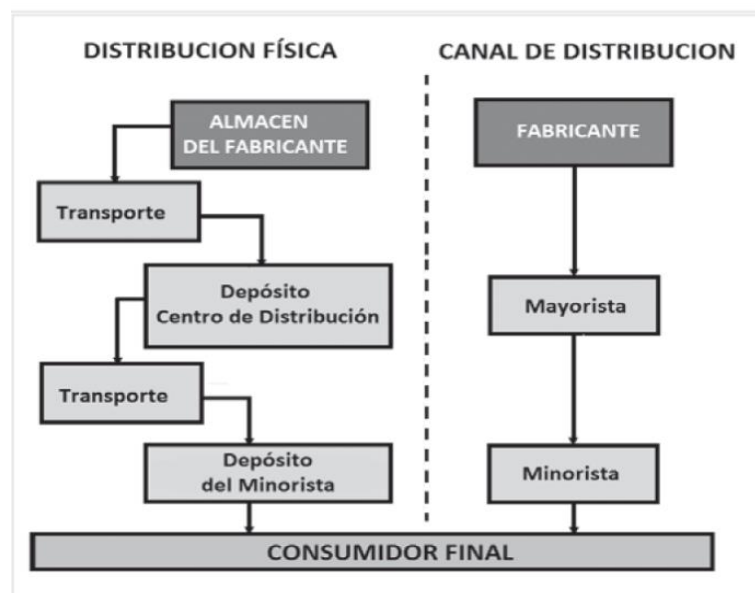 DISTRIBUCION FÍSICA
ALMACEN
DEL FABRICANTE
Transporte
Depósito
Centro de Distribución
Transporte
Depósito
del Minorista
CANAL DE DISTRIBUCION
FABRICANTE
Mayorista
Minorista
CONSUMIDOR FINAL